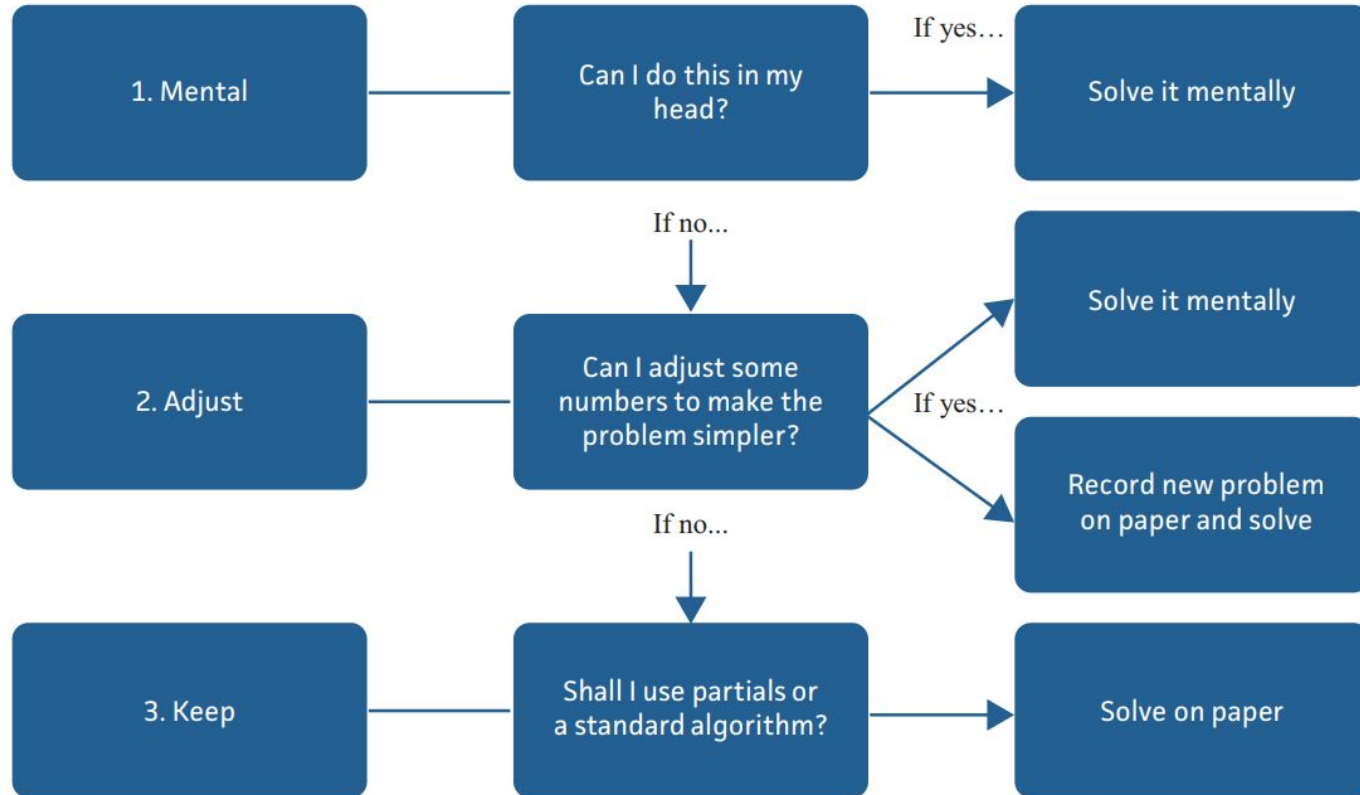 If yes…
1. Mental
Can I do this in my
head?
Solve it mentally
If no...
Solve it mentally
2. Adjust
Can I adjust some
numbers to make the
problem simpler?
If yes…
Record new problem
on paper and solve
If no...
3. Keep
Shall I use partials or
a standard algorithm?
Solve on paper